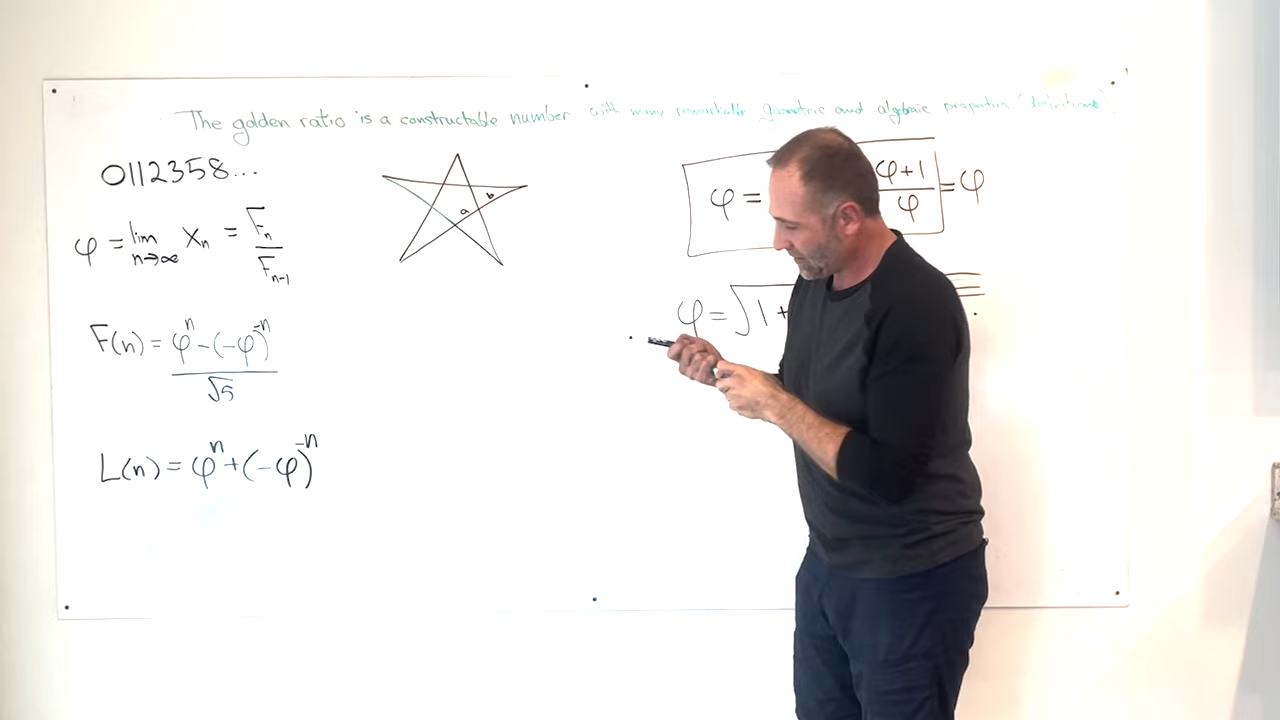 The golden ratio is a constructable number with many remarkable geometric and algebraic
0112358...
φ = lim n→∞ Xn = Fn / Fn-1
F(n) = φ^n - (-φ)^-n / √5
L(n) = φ^n + (-φ)^-n
a
b
φ =
φ+1 / φ = φ
φ = √1 +